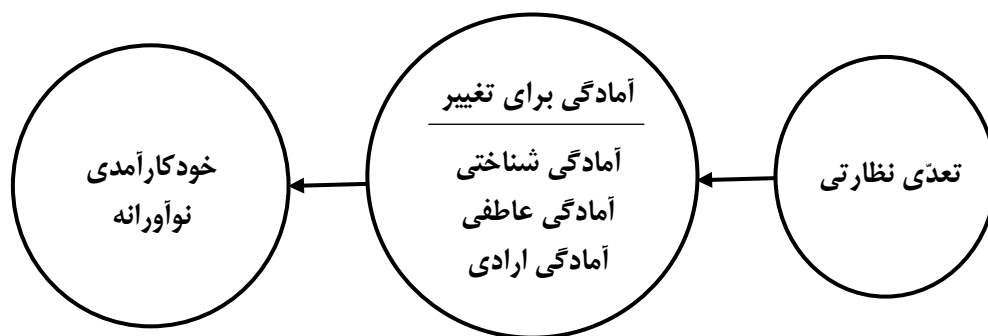 تعدّی نظارتی
آمادگی برای تغییر
آمادگی شناختی
آمادگی عاطفی
آمادگی ارادی
خودکارآمدی
نوآورانه